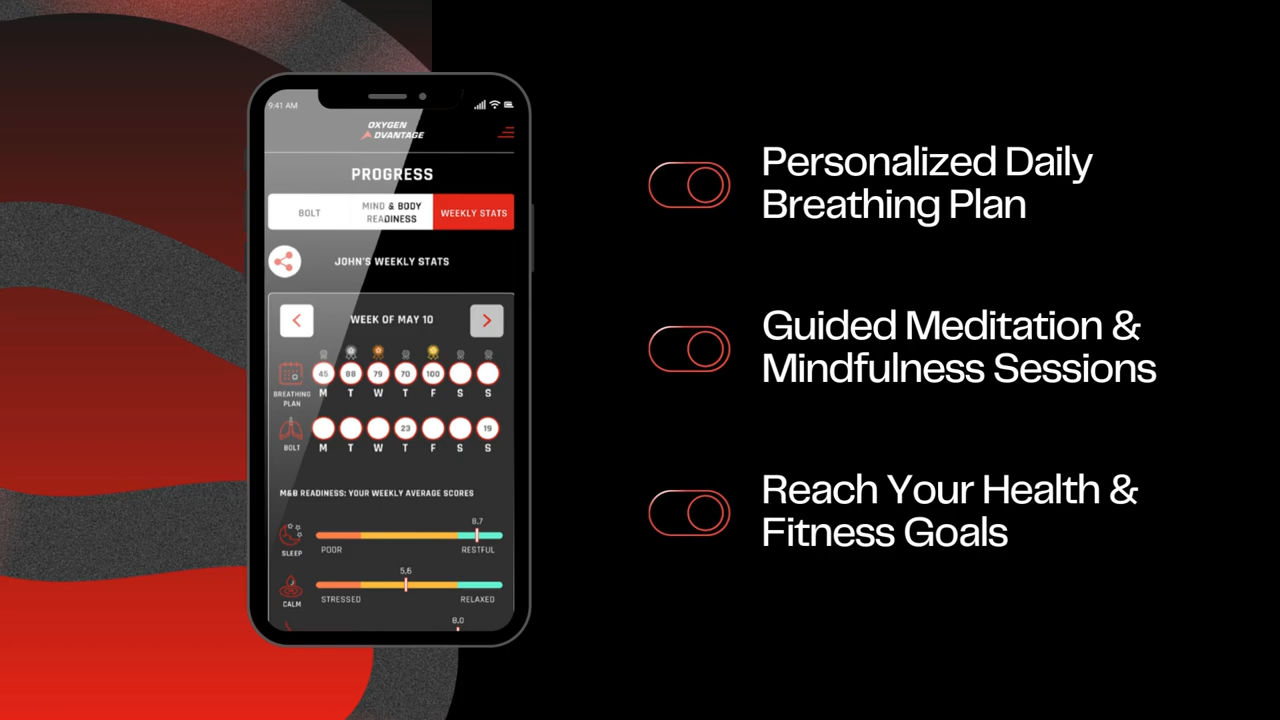 9:41 AM
OXYGEN
ADVANTAGE
PROGRESS
BOLT
MIND & BODY
READINESS
WEEKLY STATS
JOHN'S WEEKLY STATS
WEEK OF MAY 10
45 88 79 70 100
BREATHING
PLAN
M T W T F S S
23 19
BOLT
M T W T F S S
M&B READINESS: YOUR WEEKLY AVERAGE SCORES
8.7
SLEEP
POOR RESTFUL
5.6
CALM
STRESSED RELAXED
8.0
Personalized Daily
Breathing Plan
Guided Meditation &
Mindfulness Sessions
Reach Your Health &
Fitness Goals